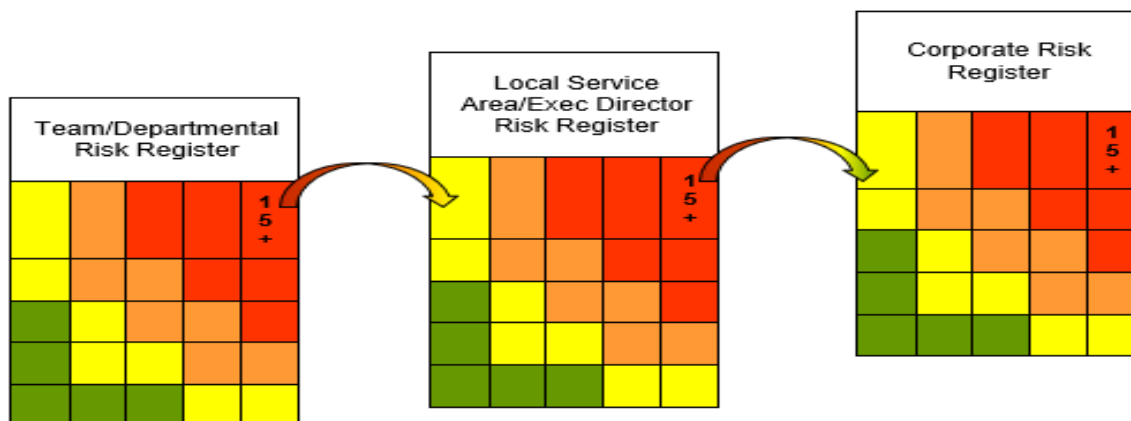 Team/Departmental
Risk Register
1
5
+
Local Service
Area/Exec Director
Risk Register
1
5
+
Corporate Risk
Register
1
5
+